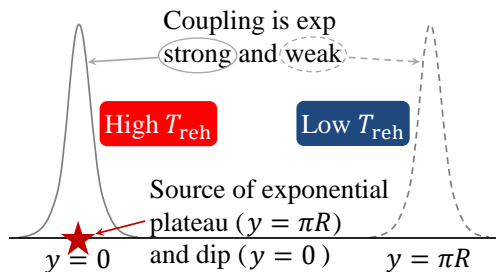 Coupling is exp
strong and weak
High T_reh
Low T_reh
Source of exponential
plateau (y = πR)
and dip (y = 0)
y = 0
y = πR